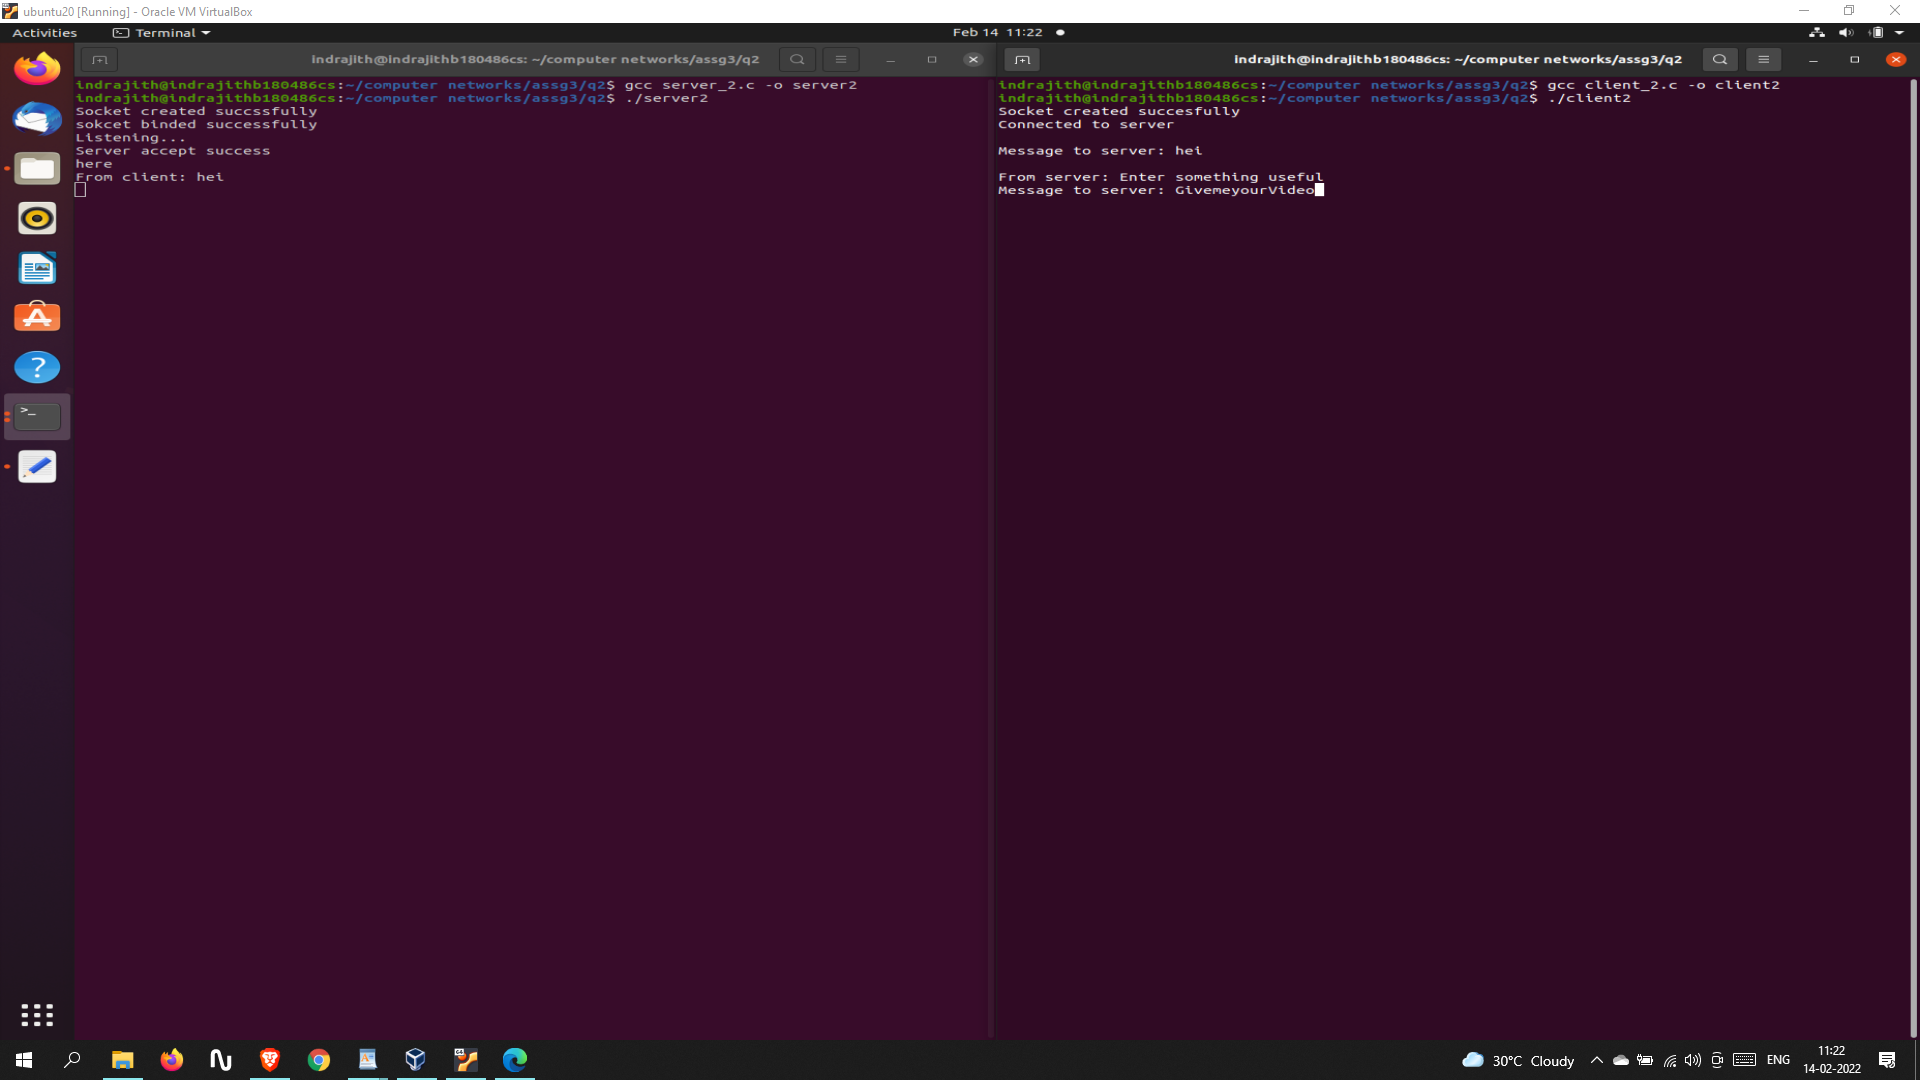 ubuntu20 [Running] - Oracle VM VirtualBox
Activities
Terminal
Feb 14 11:22
indrajith@indrajithb180486cs: ~/computer networks/assg3/q2
indrajith@indrajithb180486cs:~/computer networks/assg3/q2$ gcc server_2.c -o server2
indrajith@indrajithb180486cs:~/computer networks/assg3/q2$ ./server2
Socket created succssfully
sokcet binded successfully
Listening...
Server accept success
here
From client: hei
indrajith@indrajithb180486cs: ~/computer networks/assg3/q2
indrajith@indrajithb180486cs:~/computer networks/assg3/q2$ gcc client_2.c -o client2
indrajith@indrajithb180486cs:~/computer networks/assg3/q2$ ./client2
Socket created succesfully
Connected to server
Message to server: hei
From server: Enter something useful
Message to server: GivemeyourVideo
30°C Cloudy
ENG
11:22
14-02-2022